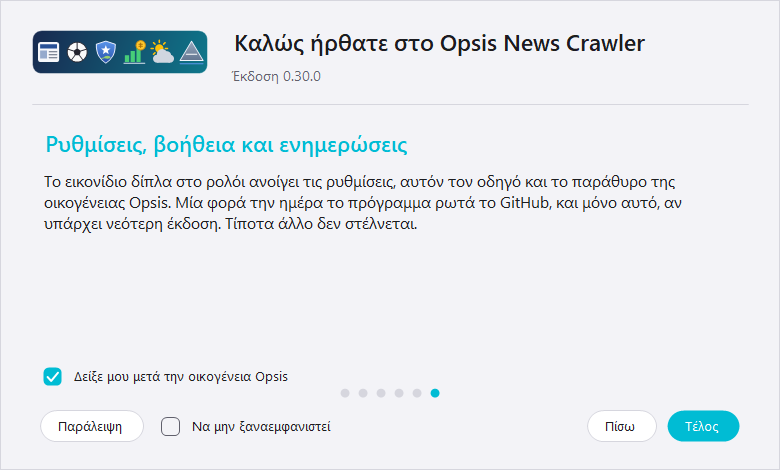 Καλώς ήρθατε στο Opsis News Crawler
Έκδοση 0.30.0
Ρυθμίσεις, βοήθεια και ενημερώσεις
Το εικονίδιο δίπλα στο ρολόι ανοίγει τις ρυθμίσεις, αυτόν τον οδηγό και το παράθυρο της
οικογένειας Opsis. Μία φορά την ημέρα το πρόγραμμα ρωτά το GitHub, και μόνο αυτό, αν
υπάρχει νεότερη έκδοση. Τίποτα άλλο δεν στέλνεται.
Δείξε μου μετά την οικογένεια Opsis
Παράλειψη
Να μην ξαναεμφανιστεί
Πίσω
Τέλος